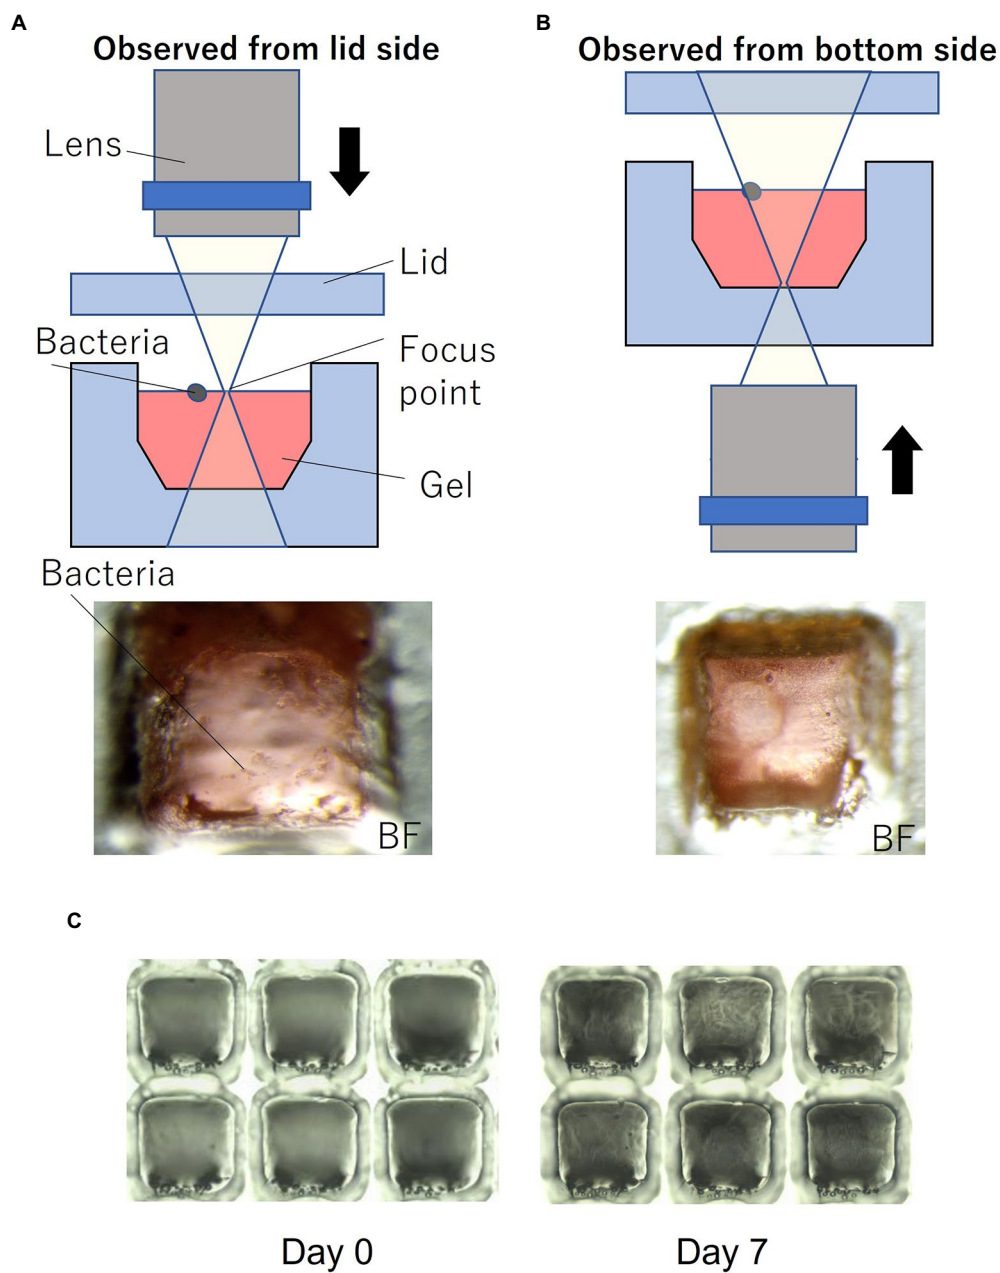 A
Observed from lid side
Lens
Lid
Bacteria
Focus
point
Gel
Bacteria
BF
B
Observed from bottom side
BF
C
Day 0
Day 7